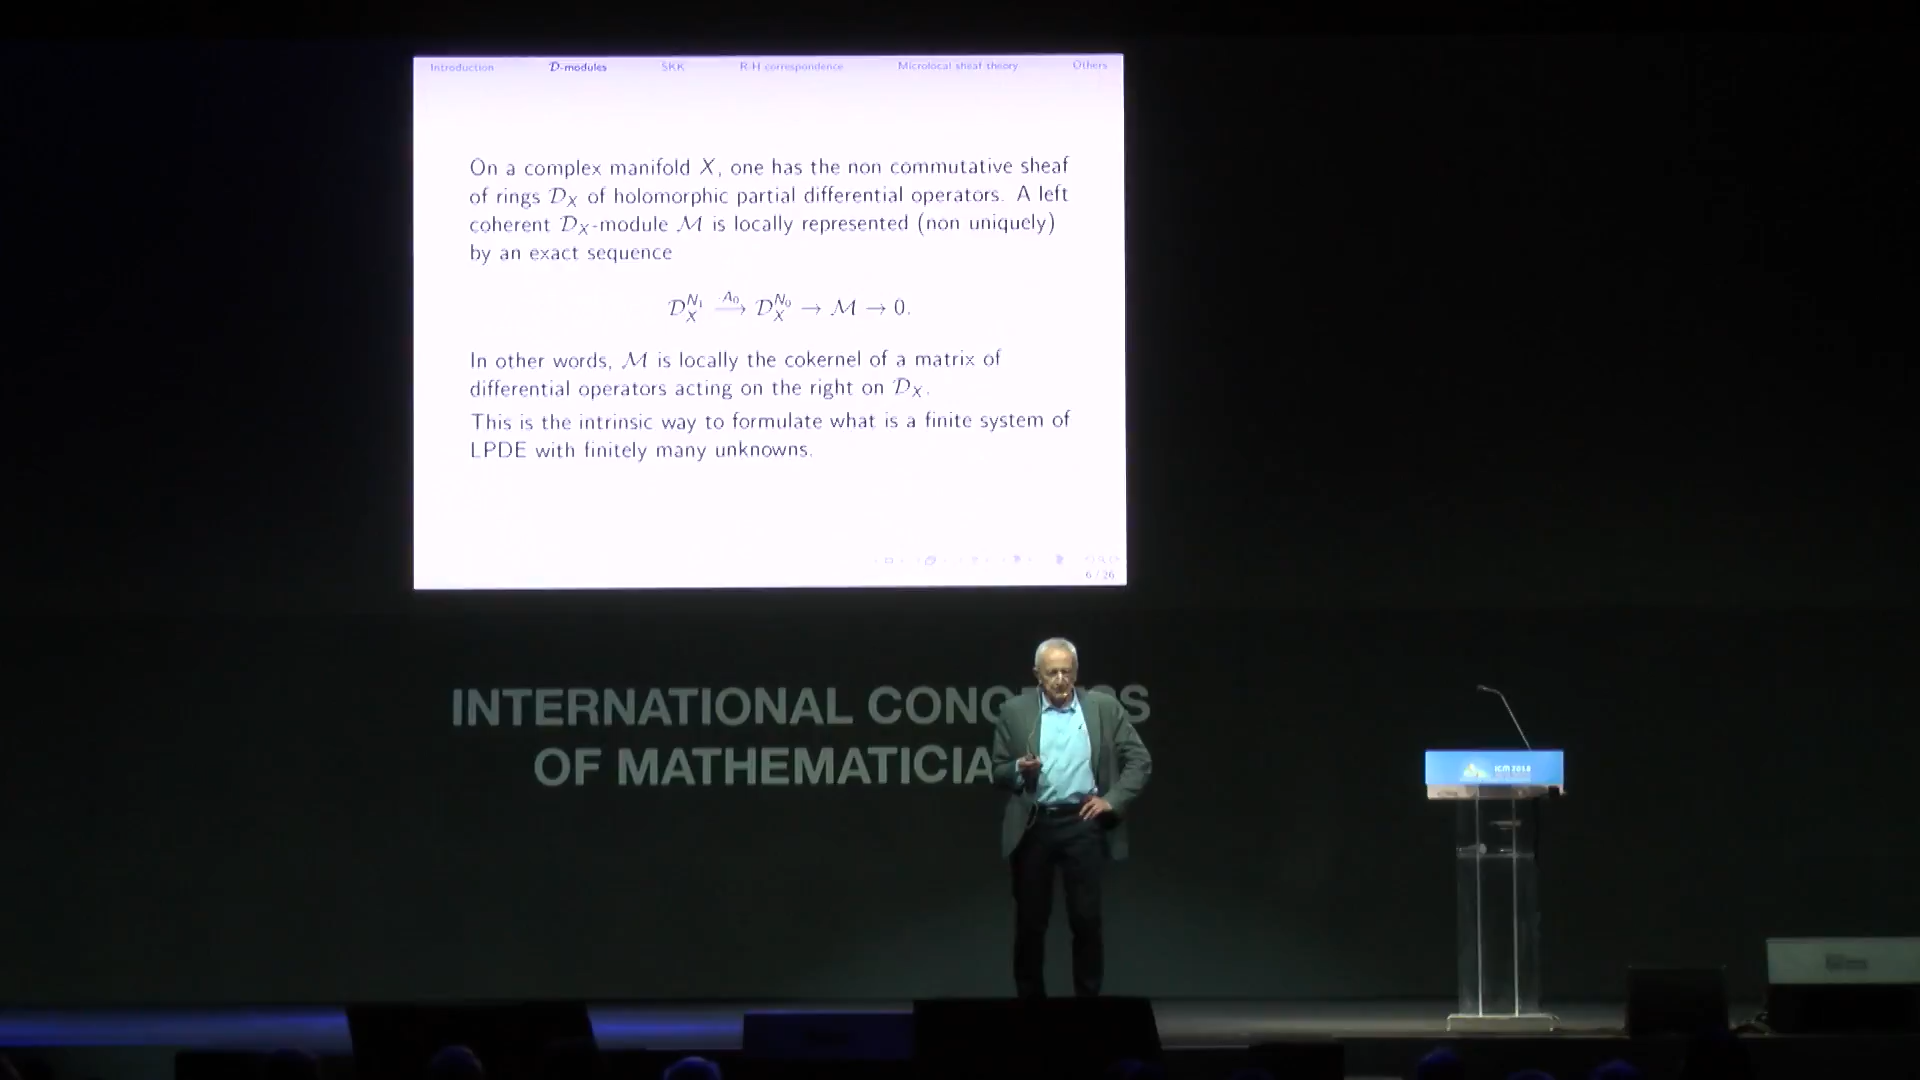 Introduction D-modules SKK R-H correspondence Microlocal sheaf theory Others
On a complex manifold X, one has the non commutative sheaf
of rings 𝒟_X of holomorphic partial differential operators. A left
coherent 𝒟_X-module ℳ is locally represented (non uniquely)
by an exact sequence
𝒟_X^{N_1} \xrightarrow{·A_0} 𝒟_X^{N_0} → ℳ → 0.
In other words, ℳ is locally the cokernel of a matrix of
differential operators acting on the right on 𝒟_X.
This is the intrinsic way to formulate what is a finite system of
LPDE with finitely many unknowns.
6 / 26
INTERNATIONAL
OF
ICM 2018